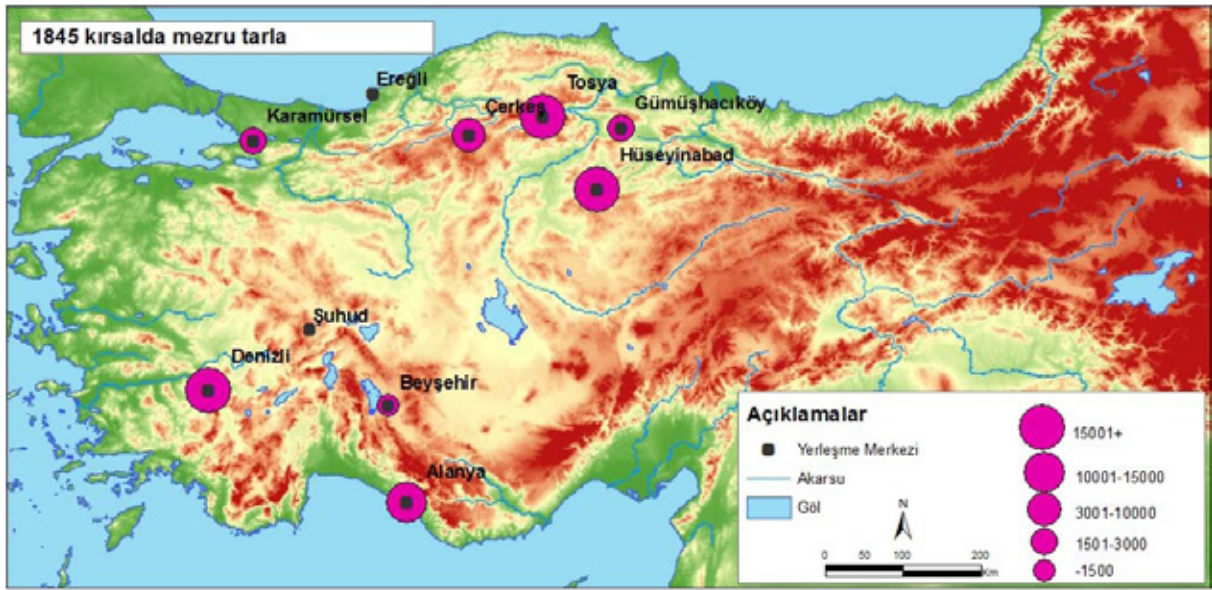 1845 kırsalda mezru tarla
Ereğli
Tosya
Karamürsel
Çerkeş
Gümüşhacıköy
Hüseyinabad
Şuhud
Denizli
Beyşehir
Alanya
Açıklamalar
Yerleşme Merkezi
Akarsu
Göl
N
0 50 100 200
Km
15001+
10001-15000
3001-10000
1501-3000
-1500